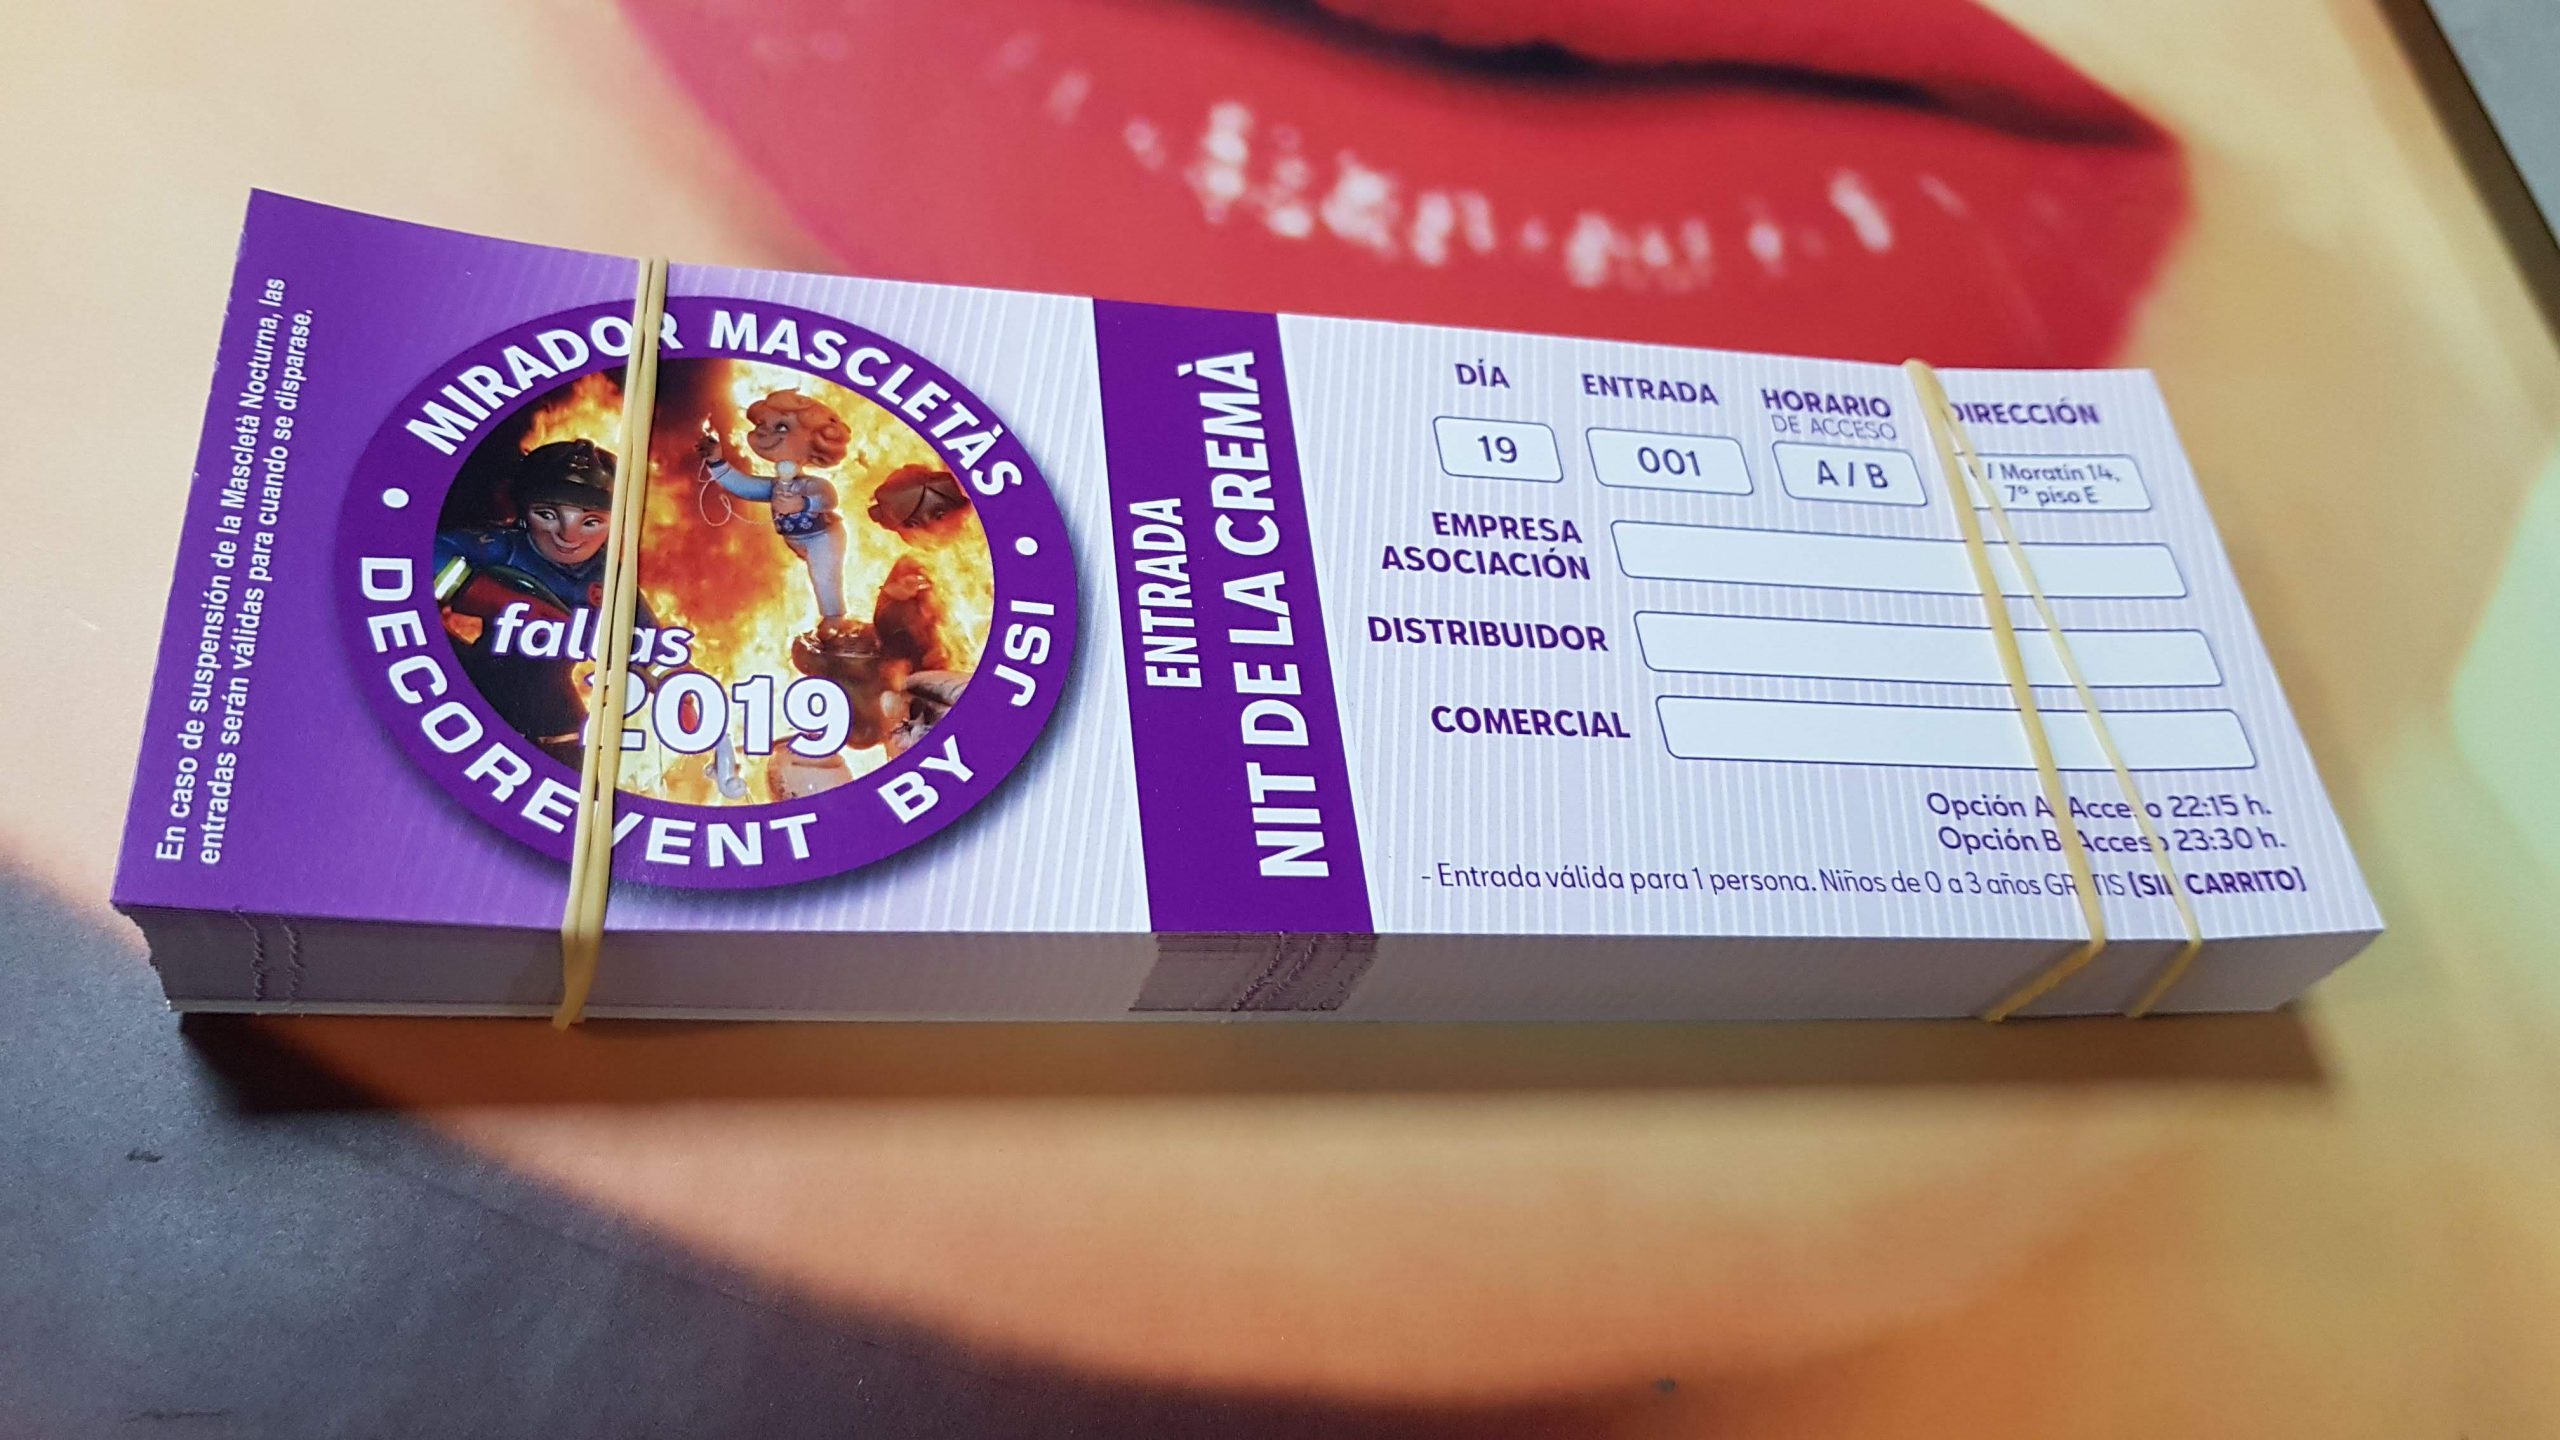 En caso de suspensión de la Mascletà Nocturna, las
entradas serán válidas para cuando se disparase.
MIRADOR MASCLETÀS
DECOREVENT BY JSI
fallas
2019
ENTRADA
NIT DE LA CREMÀ
DÍA
19
ENTRADA
001
HORARIO
DE ACCESO
A / B
DIRECCIÓN
/ Moratín 14,
7º piso E
EMPRESA
ASOCIACIÓN
DISTRIBUIDOR
COMERCIAL
Opción A Acceso 22:15 h.
Opción B Acceso 23:30 h.
- Entrada válida para 1 persona. Niños de 0 a 3 años GRATIS (SIN CARRITO)